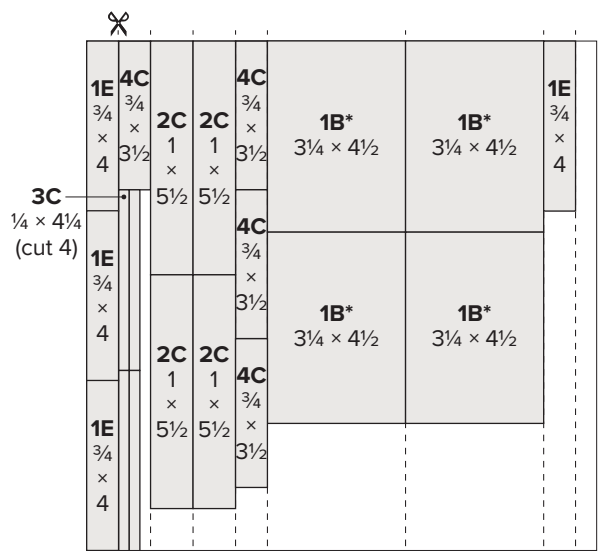 1E
¾
×
4
4C
¾
×
3½
2C
1
×
5½
2C
1
×
5½
4C
¾
×
3½
1B*
3¼ × 4½
1B*
3¼ × 4½
1E
¾
×
4
3C
¼ × 4¼
(cut 4)
1E
¾
×
4
4C
¾
×
3½
1B*
3¼ × 4½
1B*
3¼ × 4½
2C
1
×
5½
2C
1
×
5½
4C
¾
×
3½
1E
¾
×
4